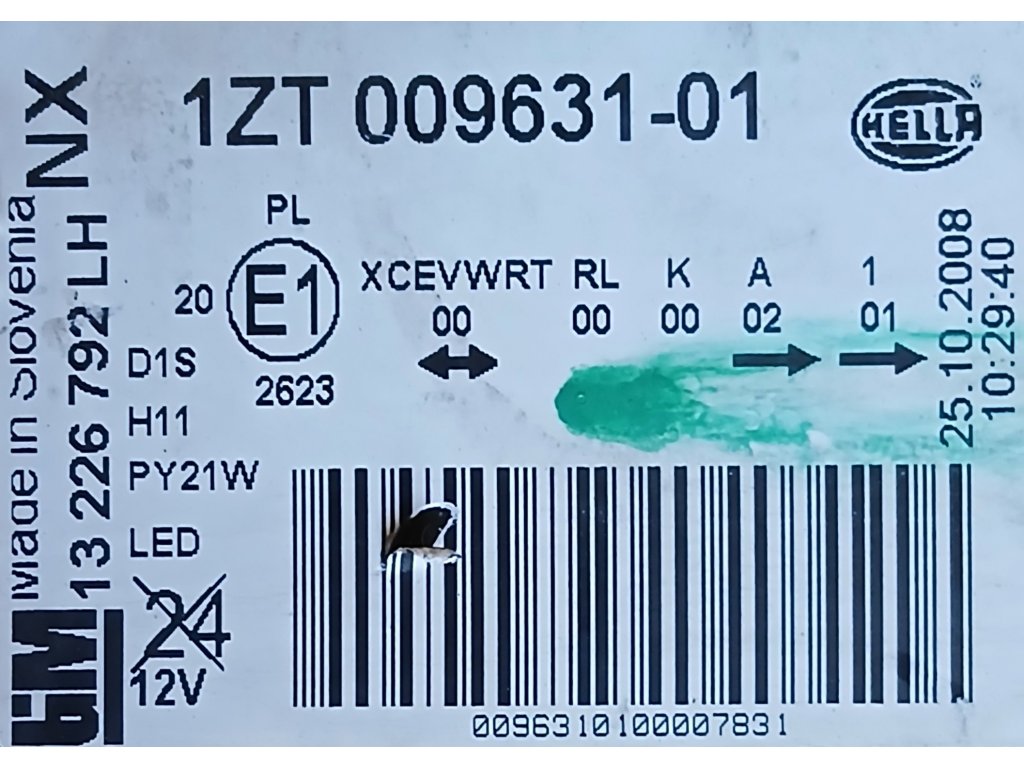 1ZT 009631-01
HELLA
NX
Made in Slovenia
13 226 792 LH
GM
PL
20 E1 XCEVWRT RL K A 1
00 00 00 02 01
2623
D1S
H11
PY21W
LED
24
12V
25.10.2008
10:29:40
0096310100007831